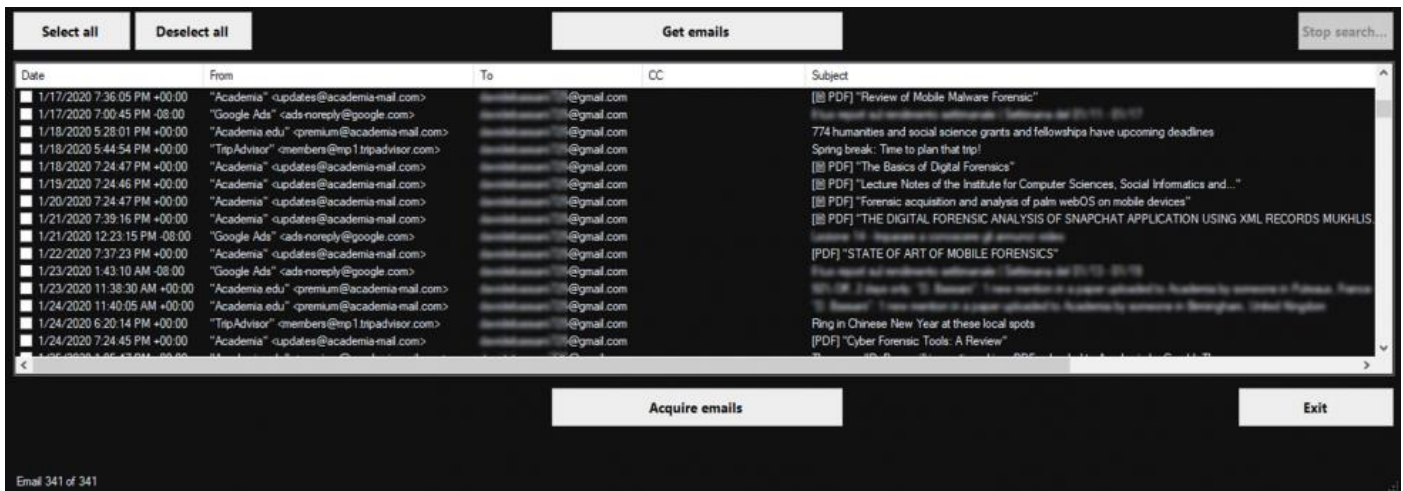 Select all Deselect all Get emails Stop search...
Date From To CC Subject
1/17/2020 7:36:05 PM +00:00 "Academia" <updates@academia-mail.com> @gmail.com [PDF] "Review of Mobile Malware Forensic"
1/17/2020 7:00:45 PM -08:00 "Google Ads" <ads-noreply@google.com> @gmail.com
1/18/2020 5:28:01 PM +00:00 "Academia.edu" <premium@academia-mail.com> @gmail.com 774 humanities and social science grants and fellowships have upcoming deadlines
1/18/2020 5:44:54 PM +00:00 "TripAdvisor" <members@mp1.tripadvisor.com> @gmail.com Spring break: Time to plan that trip!
1/18/2020 7:24:47 PM +00:00 "Academia" <updates@academia-mail.com> @gmail.com [PDF] "The Basics of Digital Forensics"
1/19/2020 7:24:46 PM +00:00 "Academia" <updates@academia-mail.com> @gmail.com [PDF] "Lecture Notes of the Institute for Computer Sciences, Social Informatics and..."
1/20/2020 7:24:47 PM +00:00 "Academia" <updates@academia-mail.com> @gmail.com [PDF] "Forensic acquisition and analysis of palm webOS on mobile devices"
1/21/2020 7:39:16 PM +00:00 "Academia" <updates@academia-mail.com> @gmail.com [PDF] "THE DIGITAL FORENSIC ANALYSIS OF SNAPCHAT APPLICATION USING XML RECORDS MUKHLIS.
1/21/2020 12:23:15 PM -08:00 "Google Ads" <ads-noreply@google.com> @gmail.com
1/22/2020 7:37:23 PM +00:00 "Academia" <updates@academia-mail.com> @gmail.com [PDF] "STATE OF ART OF MOBILE FORENSICS"
1/23/2020 1:43:10 AM -08:00 "Google Ads" <ads-noreply@google.com> @gmail.com
1/23/2020 11:38:30 AM +00:00 "Academia.edu" <premium@academia-mail.com> @gmail.com
1/24/2020 11:40:05 AM +00:00 "Academia.edu" <premium@academia-mail.com> @gmail.com
1/24/2020 6:20:14 PM +00:00 "TripAdvisor" <members@mp1.tripadvisor.com> @gmail.com Ring in Chinese New Year at these local spots
1/24/2020 7:24:45 PM +00:00 "Academia" <updates@academia-mail.com> @gmail.com [PDF] "Cyber Forensic Tools: A Review"
Acquire emails Exit
Email 341 of 341